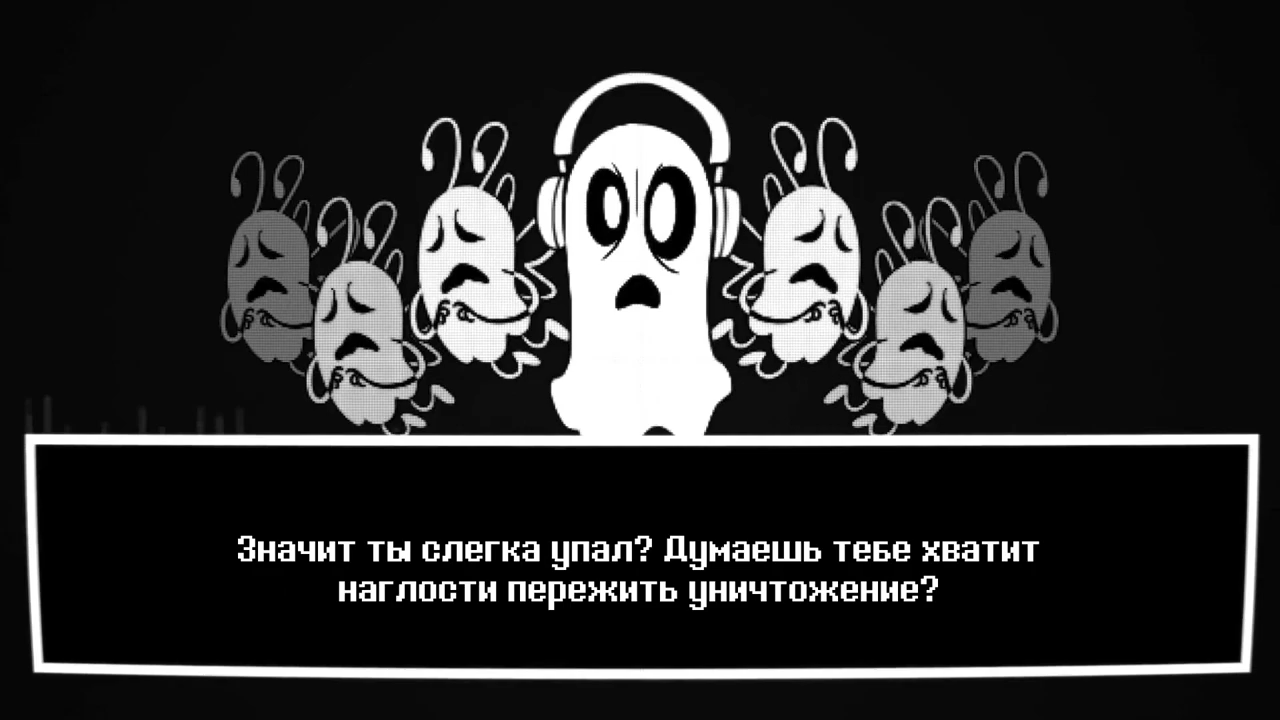 Значит ты слегка упал? Думаешь тебе хватит
наглости пережить уничтожение?